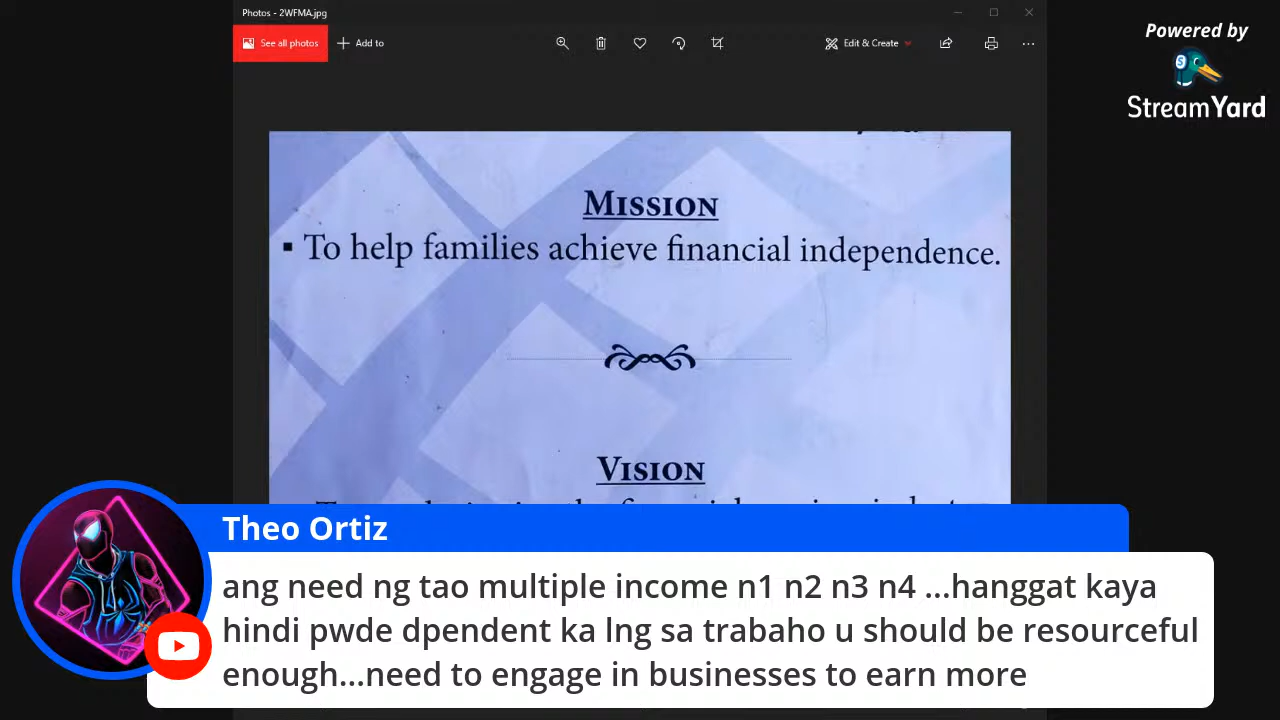 Photos - 2WFMA.jpg
See all photos
Add to
Edit & Create
Powered by
StreamYard
MISSION
▪ To help families achieve financial independence.
VISION
Theo Ortiz
ang need ng tao multiple income n1 n2 n3 n4 ...hanggat kaya
hindi pwde dpendent ka lng sa trabaho u should be resourceful
enough...need to engage in businesses to earn more